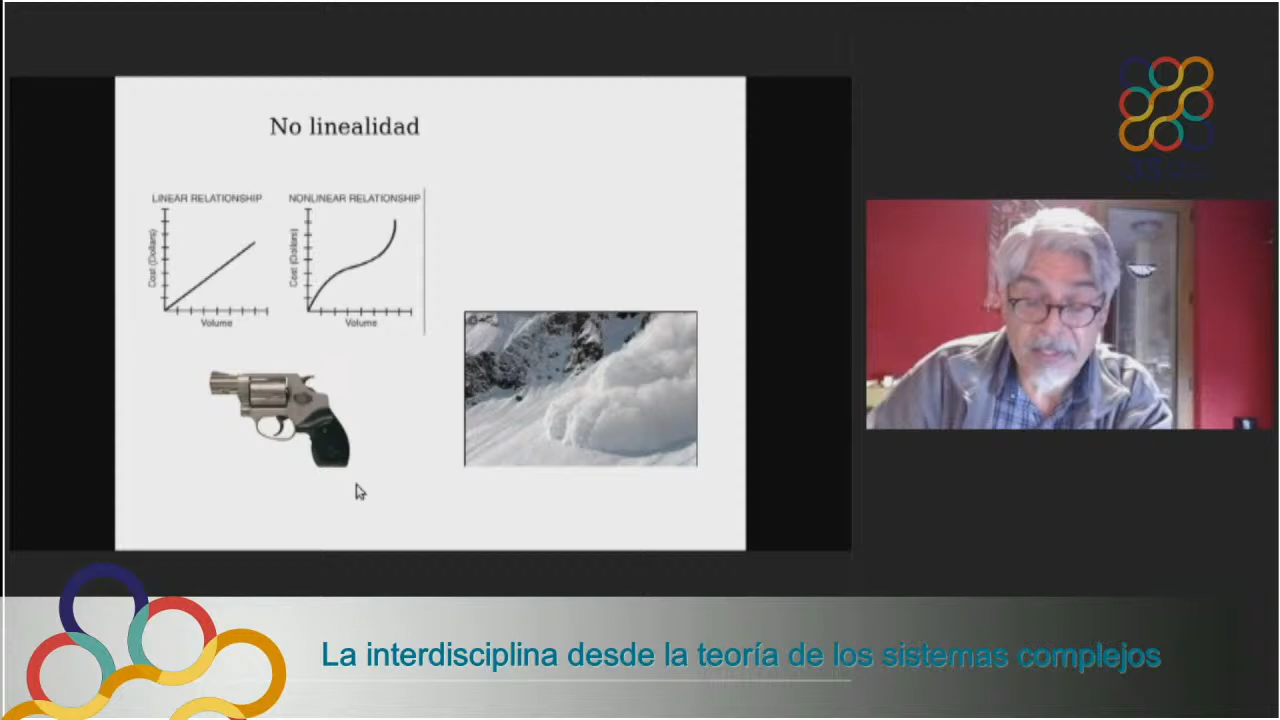 No linealidad
LINEAR RELATIONSHIP
NONLINEAR RELATIONSHIP
Cost (Dollars)
Cost (Dollars)
Volume
Volume
La interdisciplina desde la teoría de los sistemas complejos